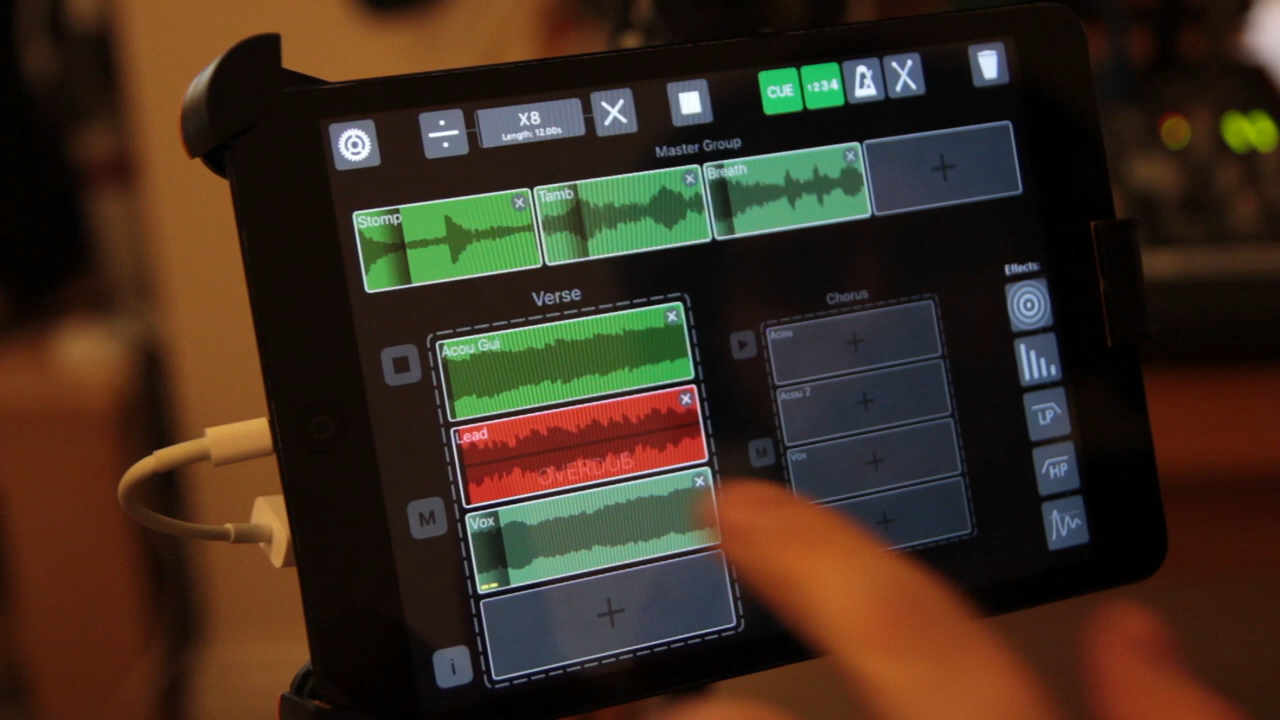 X8
Length: 12.00s
CUE
1234
Master Group
Stomp
Tamb
Breath
Verse
Acou Gui
Lead
OVERDUB
Vox
M
i
Chorus
Acou
Acou 2
M
Vox
Effects:
LP
HP